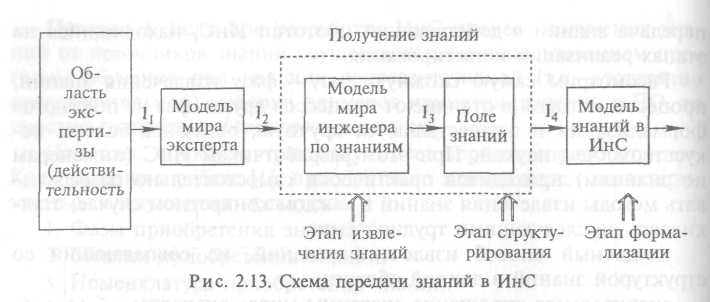 Получение знаний
Об-
ласть
экс-
перти-
зы
(действи-
тельность
I1
Модель
мира
эксперта
I2
Модель
мира
инженера
по знаниям
I3
Поле
знаний
I4
Модель
знаний в
ИнС
Этап извле-
чения знаний
Этап структу-
рирования
Этап форма-
лизации
Рис. 2.13. Схема передачи знаний в ИнС